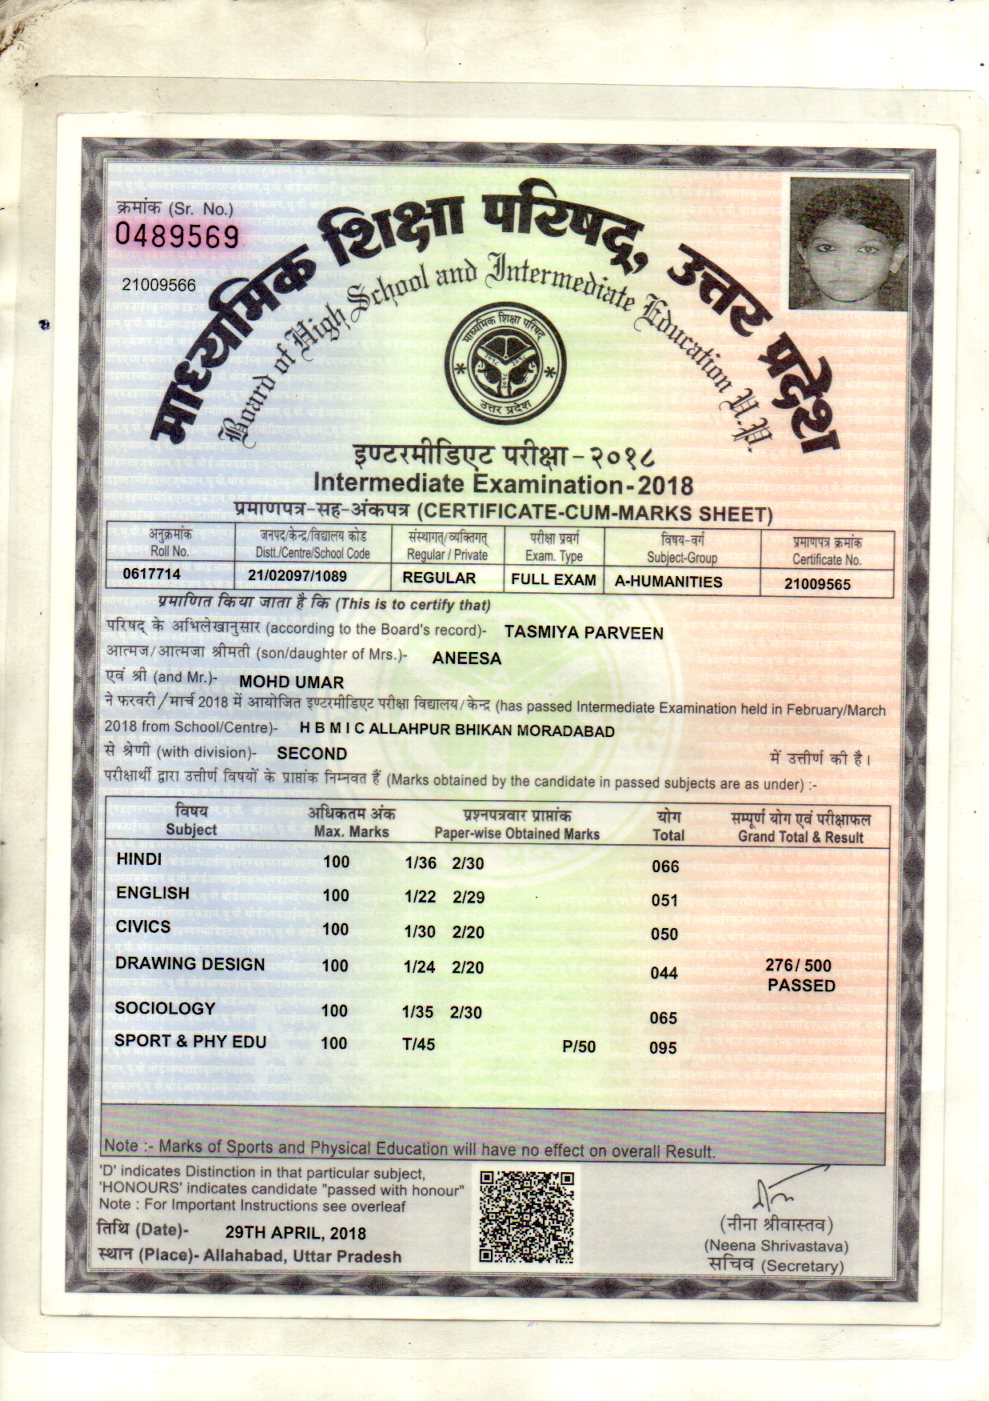 क्रमांक (Sr. No.)
0489569
21009566
माध्यमिक शिक्षा परिषद्, उत्तर प्रदेश
Board of High School and Intermediate Education U.P.
माध्यमिक शिक्षा परिषद
उत्तर प्रदेश
इण्टरमीडिएट परीक्षा-२०१८
Intermediate Examination-2018
प्रमाणपत्र-सह-अंकपत्र (CERTIFICATE-CUM-MARKS SHEET)
अनुक्रमांक जनपद/केन्द्र/विद्यालय कोड संस्थागत/व्यक्तिगत् परीक्षा प्रवर्ग विषय-वर्ग प्रमाणपत्र क्रमांक
Roll No. Distt./Centre/School Code Regular / Private Exam. Type Subject-Group Certificate No.
0617714 21/02097/1089 REGULAR FULL EXAM A-HUMANITIES 21009565
प्रमाणित किया जाता है कि (This is to certify that)
परिषद् के अभिलेखानुसार (according to the Board's record)- TASMIYA PARVEEN
आत्मज/आत्मजा श्रीमती (son/daughter of Mrs.)- ANEESA
एवं श्री (and Mr.)- MOHD UMAR
ने फरवरी/मार्च 2018 में आयोजित इण्टरमीडिएट परीक्षा विद्यालय/केन्द्र (has passed Intermediate Examination held in February/March
2018 from School/Centre)- H B M I C ALLAHPUR BHIKAN MORADABAD
से श्रेणी (with division)- SECOND में उत्तीर्ण की है।
परीक्षार्थी द्वारा उत्तीर्ण विषयों के प्राप्तांक निम्नवत हैं (Marks obtained by the candidate in passed subjects are as under) :-
विषय अधिकतम अंक प्रश्नपत्रवार प्राप्तांक योग सम्पूर्ण योग एवं परीक्षाफल
Subject Max. Marks Paper-wise Obtained Marks Total Grand Total & Result
HINDI 100 1/36 2/30 066
ENGLISH 100 1/22 2/29 051
CIVICS 100 1/30 2/20 050
DRAWING DESIGN 100 1/24 2/20 044 276/ 500
PASSED
SOCIOLOGY 100 1/35 2/30 065
SPORT & PHY EDU 100 T/45 P/50 095
Note :- Marks of Sports and Physical Education will have no effect on overall Result.
'D' indicates Distinction in that particular subject,
'HONOURS' indicates candidate "passed with honour"
Note : For Important Instructions see overleaf
तिथि (Date)- 29TH APRIL, 2018
स्थान (Place)- Allahabad, Uttar Pradesh
(नीना श्रीवास्तव)
(Neena Shrivastava)
सचिव (Secretary)